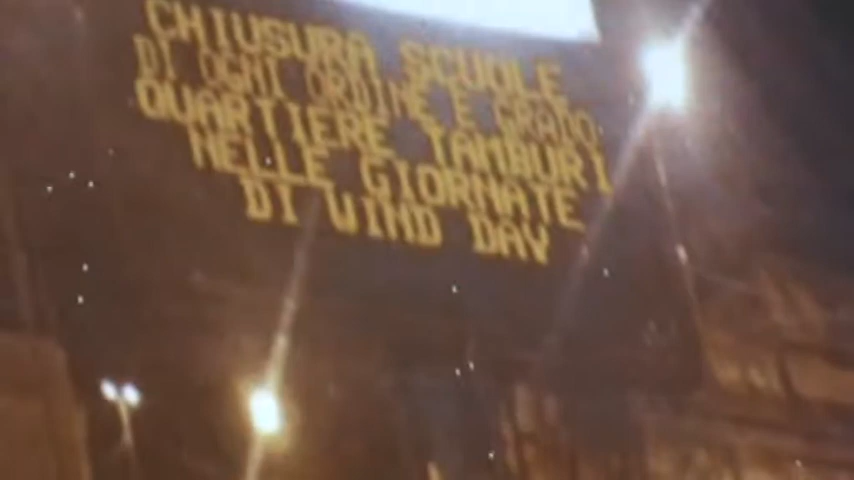 CHIUSURA SCUOLE
DI OGNI ORDINE E GRADO
QUARTIERE TAMBURI
NELLE GIORNATE
DI WIND DAY